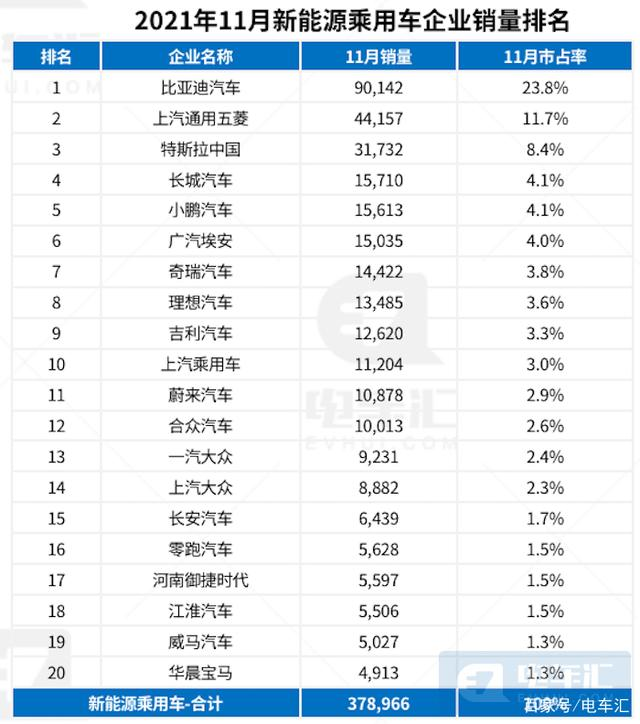 2021年11月新能源乘用车企业销量排名
排名 企业名称 11月销量 11月市占率
1 比亚迪汽车 90,142 23.8%
2 上汽通用五菱 44,157 11.7%
3 特斯拉中国 31,732 8.4%
4 长城汽车 15,710 4.1%
5 小鹏汽车 15,613 4.1%
6 广汽埃安 15,035 4.0%
7 奇瑞汽车 14,422 3.8%
8 理想汽车 13,485 3.6%
9 吉利汽车 12,620 3.3%
10 上汽乘用车 11,204 3.0%
11 蔚来汽车 10,878 2.9%
12 合众汽车 10,013 2.6%
13 一汽大众 9,231 2.4%
14 上汽大众 8,882 2.3%
15 长安汽车 6,439 1.7%
16 零跑汽车 5,628 1.5%
17 河南御捷时代 5,597 1.5%
18 江淮汽车 5,506 1.5%
19 威马汽车 5,027 1.3%
20 华晨宝马 4,913 1.3%
新能源乘用车-合计 378,966
电车汇
EVHUI.COM
电车汇
百家号/电车汇